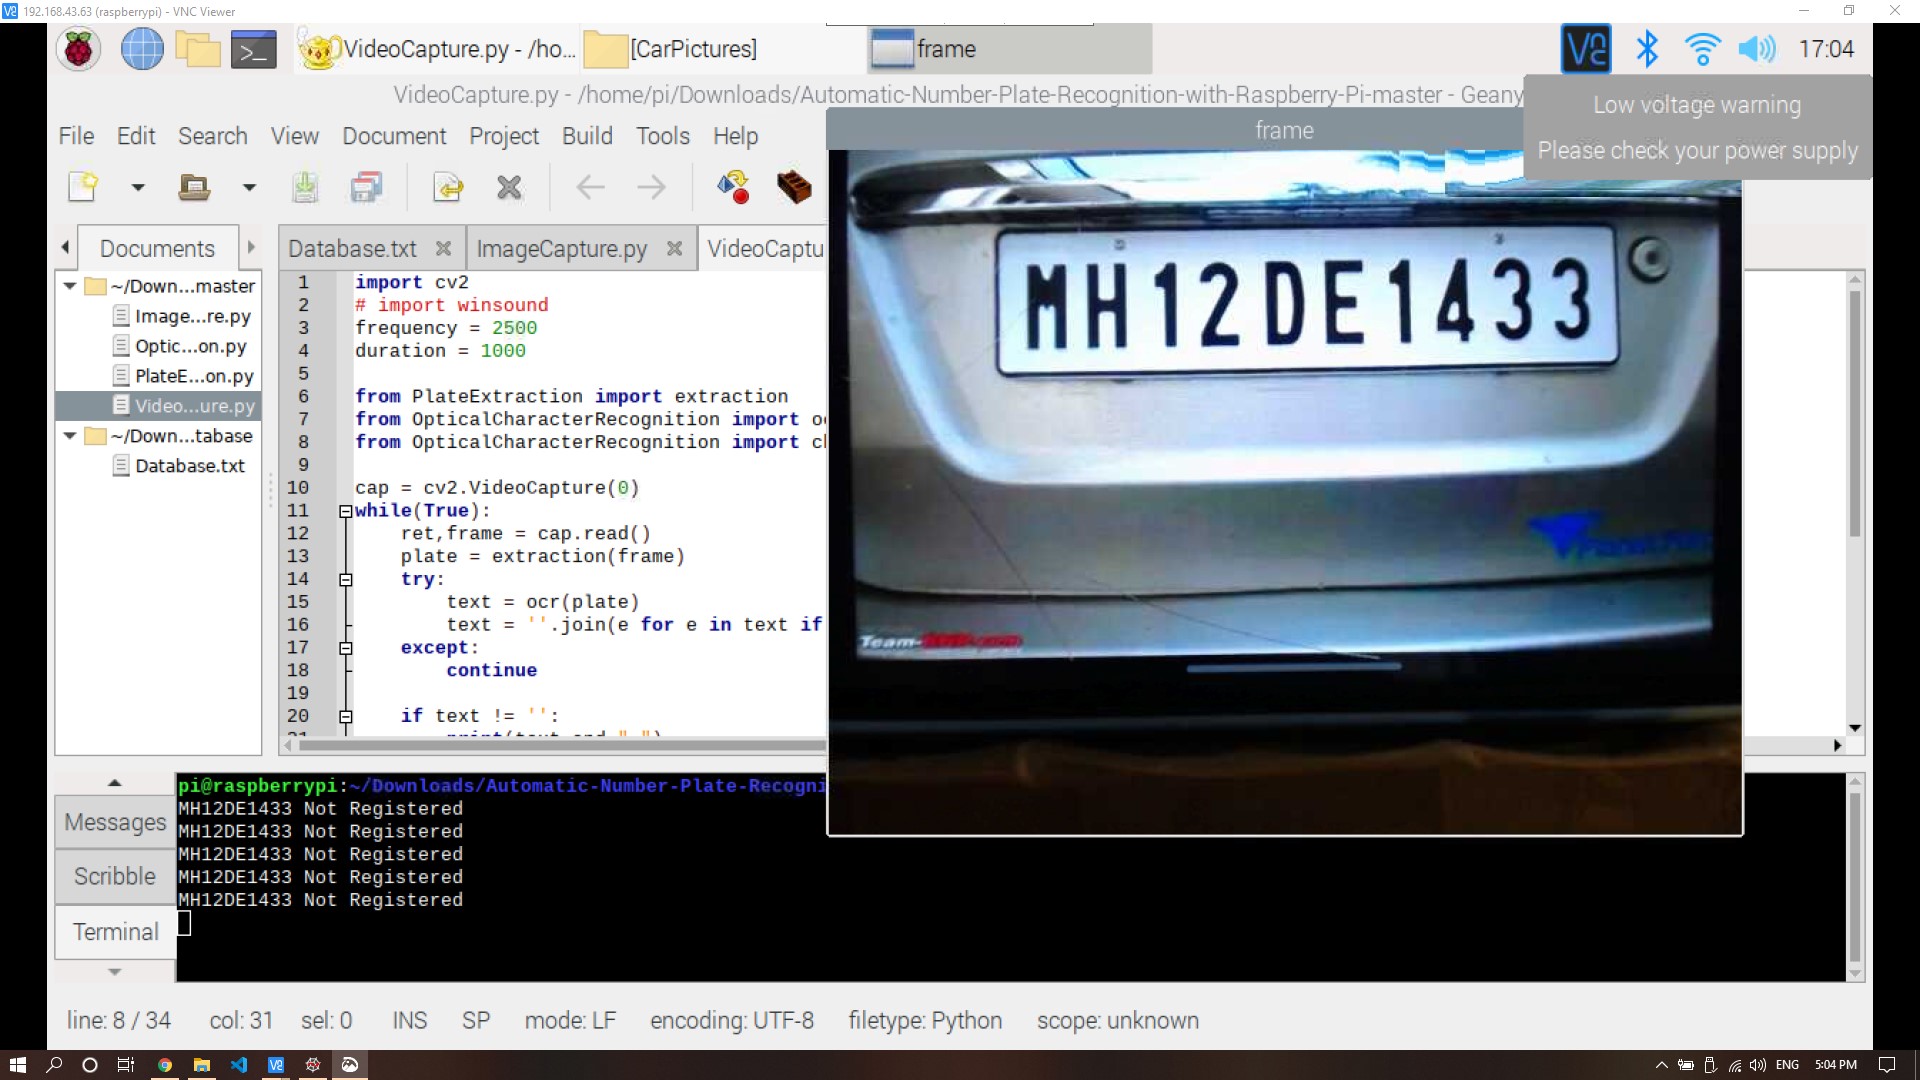 192.168.43.63 (raspberrypi) - VNC Viewer
VideoCapture.py - /ho...
[CarPictures]
frame
17:04
VideoCapture.py - /home/pi/Downloads/Automatic-Number-Plate-Recognition-with-Raspberry-Pi-master - Geany
Low voltage warning
Please check your power supply
File Edit Search View Document Project Build Tools Help
frame
Documents
Database.txt
ImageCapture.py
VideoCaptu
~/Down...master
Image...re.py
Optic...on.py
PlateE...on.py
Video...ure.py
~/Down...tabase
Database.txt
1 import cv2
2 # import winsound
3 frequency = 2500
4 duration = 1000
5
6 from PlateExtraction import extraction
7 from OpticalCharacterRecognition import o
8 from OpticalCharacterRecognition import c
9
10 cap = cv2.VideoCapture(0)
11 while(True):
12 ret,frame = cap.read()
13 plate = extraction(frame)
14 try:
15 text = ocr(plate)
16 text = ''.join(e for e in text if
17 except:
18 continue
19
20 if text != '':
MH12DE1433
Team-BHP.com
Messages
Scribble
Terminal
pi@raspberrypi:~/Downloads/Automatic-Number-Plate-Recogni
MH12DE1433 Not Registered
MH12DE1433 Not Registered
MH12DE1433 Not Registered
MH12DE1433 Not Registered
MH12DE1433 Not Registered
line: 8 / 34 col: 31 sel: 0 INS SP mode: LF encoding: UTF-8 filetype: Python scope: unknown
ENG 5:04 PM